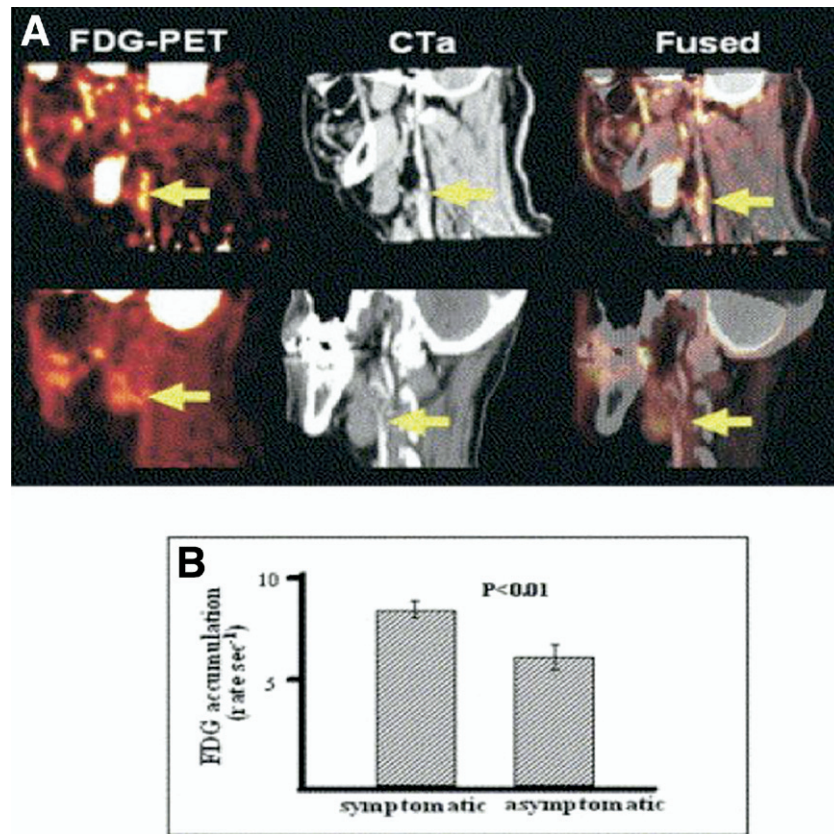 A
FDG-PET CTa Fused
B
10
P<0.01
FDG accumulation
(rate sec⁻¹)
5
symptomatic asymptomatic